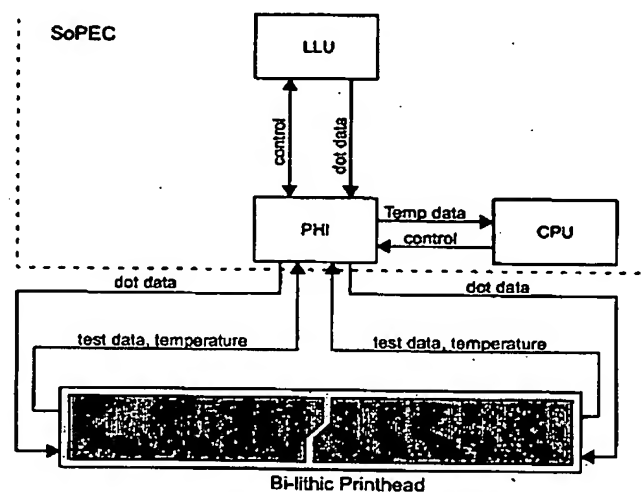 SoPEC
LLU
control
dot data
PHI
Temp data
control
CPU
dot data
dot data
test data, temperature
test data, temperature
Bi-lithic Printhead